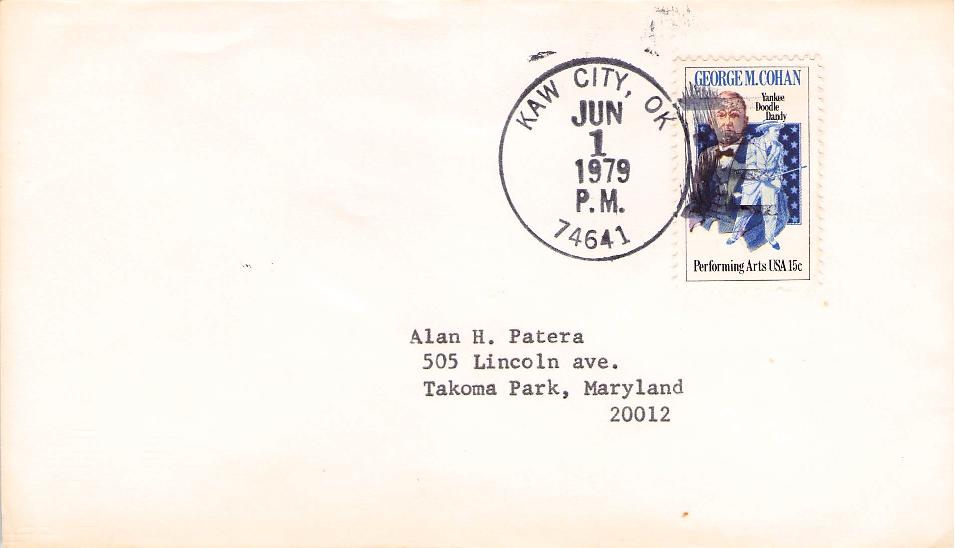 KAW CITY, OK
JUN
1
1979
P.M.
74641
GEORGE M. COHAN
Yankee
Doodle
Dandy
Performing Arts USA 15c
Alan H. Patera
505 Lincoln ave.
Takoma Park, Maryland
20012